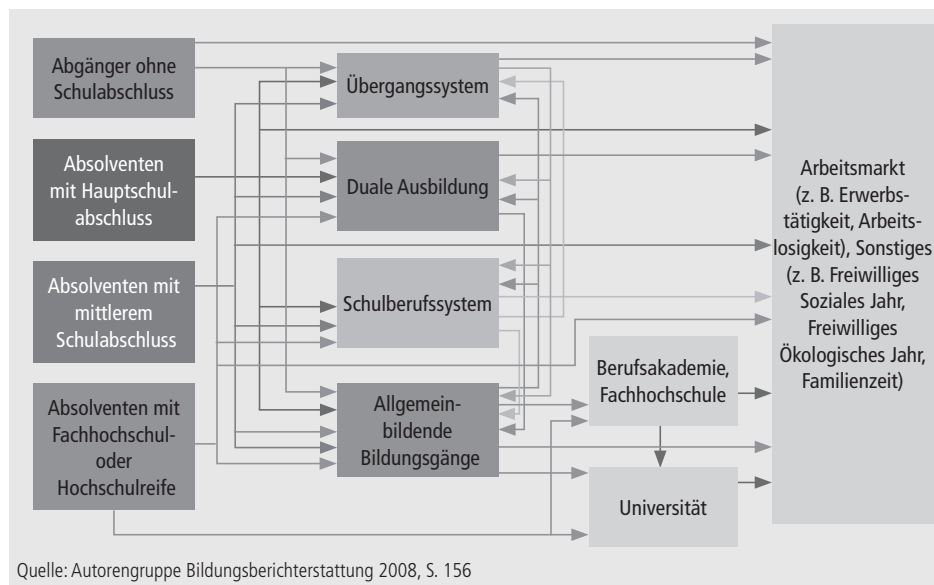 Abgänger ohne
Schulabschluss
Absolventen
mit Hauptschul-
abschluss
Absolventen mit
mittlerem
Schulabschluss
Absolventen mit
Fachhochschul-
oder
Hochschulreife
Übergangssystem
Duale Ausbildung
Schulberufssystem
Allgemein-
bildende
Bildungsgänge
Berufsakademie,
Fachhochschule
Universität
Arbeitsmarkt
(z. B. Erwerbs-
tätigkeit, Arbeits-
losigkeit), Sonstiges
(z. B. Freiwilliges
Soziales Jahr,
Freiwilliges
Ökologisches Jahr,
Familienzeit)
Quelle: Autorengruppe Bildungsberichterstattung 2008, S. 156